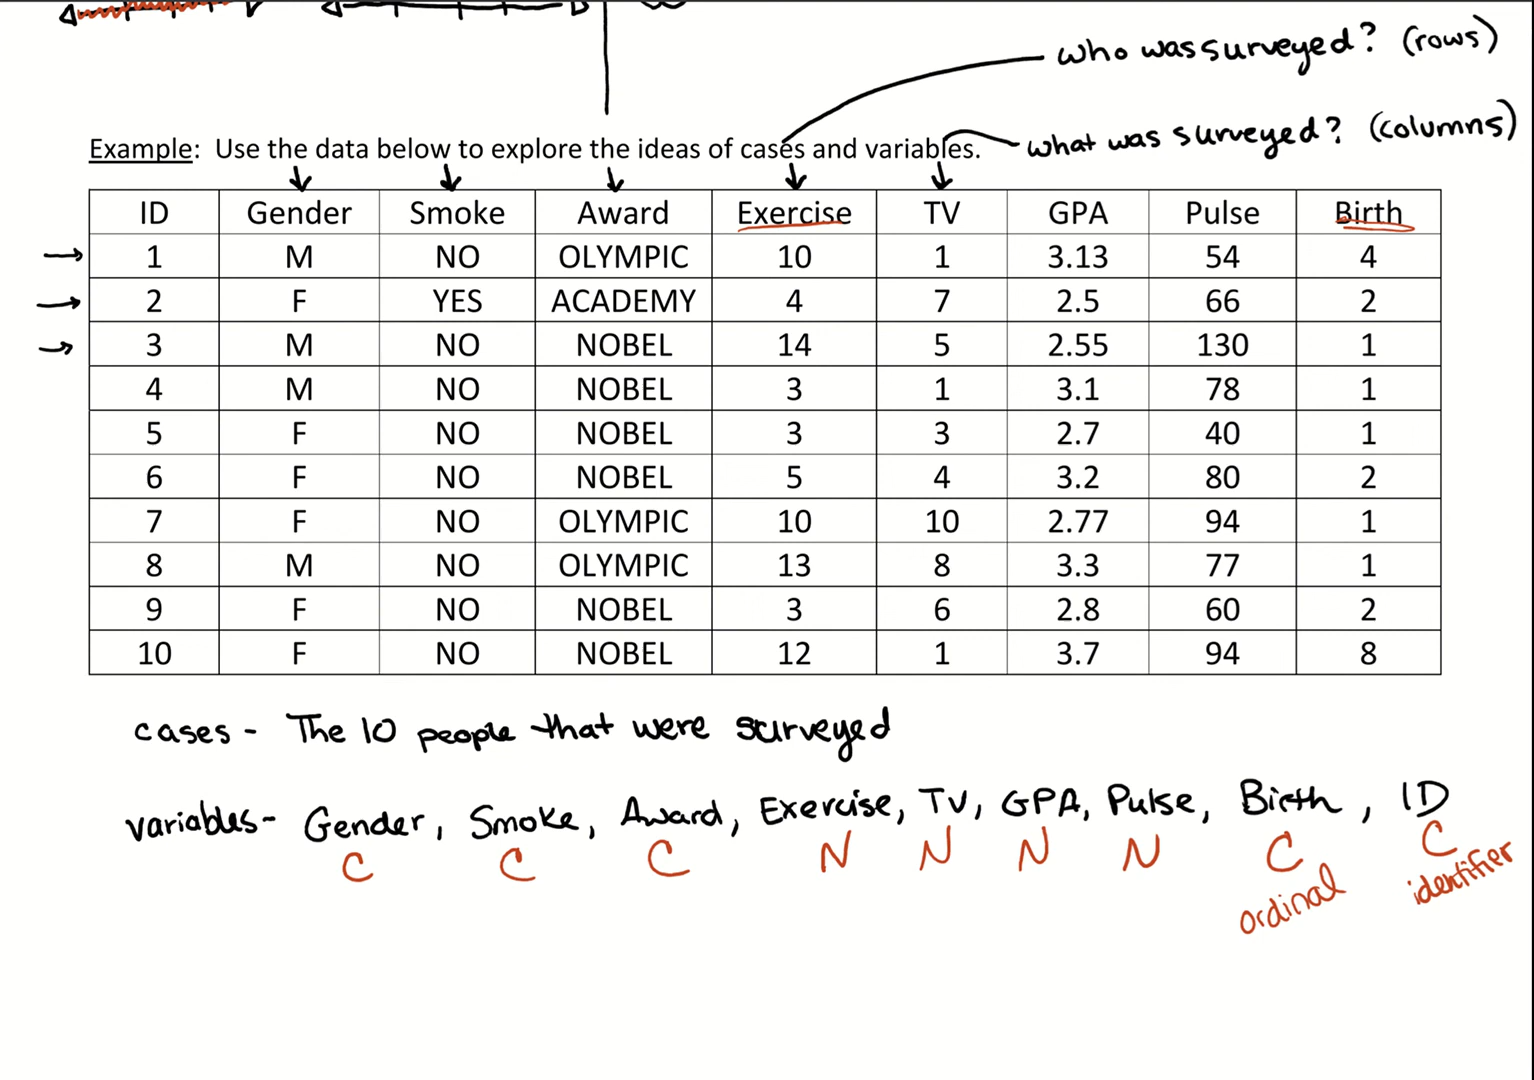 who was surveyed? (rows)
Example: Use the data below to explore the ideas of cases and variables.
what was surveyed? (columns)
ID Gender Smoke Award Exercise TV GPA Pulse Birth
1 M NO OLYMPIC 10 1 3.13 54 4
2 F YES ACADEMY 4 7 2.5 66 2
3 M NO NOBEL 14 5 2.55 130 1
4 M NO NOBEL 3 1 3.1 78 1
5 F NO NOBEL 3 3 2.7 40 1
6 F NO NOBEL 5 4 3.2 80 2
7 F NO OLYMPIC 10 10 2.77 94 1
8 M NO OLYMPIC 13 8 3.3 77 1
9 F NO NOBEL 3 6 2.8 60 2
10 F NO NOBEL 12 1 3.7 94 8
cases - The 10 people that were surveyed
variables- Gender, Smoke, Award, Exercise, TV, GPA, Pulse, Birth, ID
C C C N N N N C C
ordinal identifier